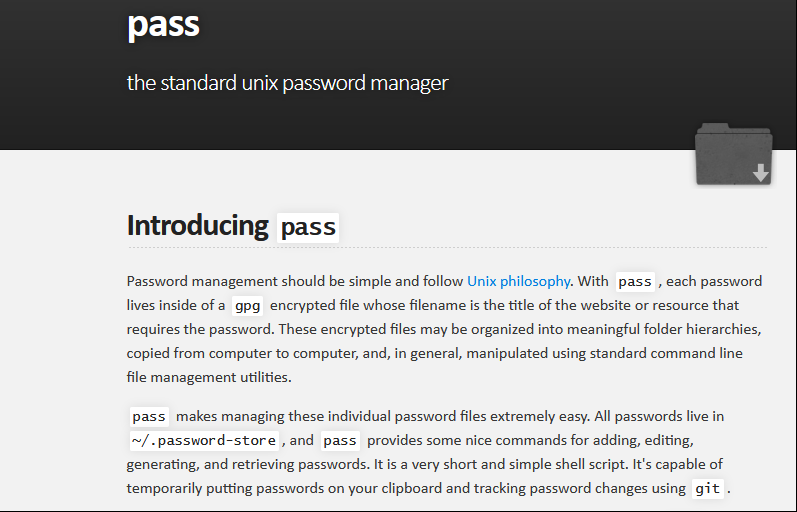 pass
the standard unix password manager
Introducing pass
Password management should be simple and follow Unix philosophy. With pass, each password
lives inside of a gpg encrypted file whose filename is the title of the website or resource that
requires the password. These encrypted files may be organized into meaningful folder hierarchies,
copied from computer to computer, and, in general, manipulated using standard command line
file management utilities.
pass makes managing these individual password files extremely easy. All passwords live in
~/.password-store, and pass provides some nice commands for adding, editing,
generating, and retrieving passwords. It is a very short and simple shell script. It's capable of
temporarily putting passwords on your clipboard and tracking password changes using git.